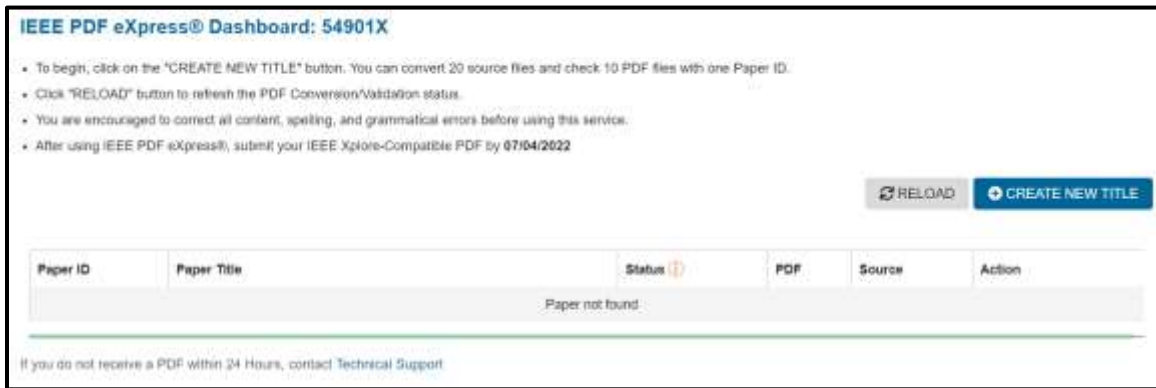 IEEE PDF eXpress® Dashboard: 54901X
• To begin, click on the "CREATE NEW TITLE" button. You can convert 20 source files and check 10 PDF files with one Paper ID.
• Click "RELOAD" button to refresh the PDF Conversion/Validation status.
• You are encouraged to correct all content, spelling, and grammatical errors before using this service.
• After using IEEE PDF eXpress®, submit your IEEE Xplore-Compatible PDF by 07/04/2022
RELOAD CREATE NEW TITLE
Paper ID Paper Title Status PDF Source Action
Paper not found
If you do not receive a PDF within 24 Hours, contact Technical Support